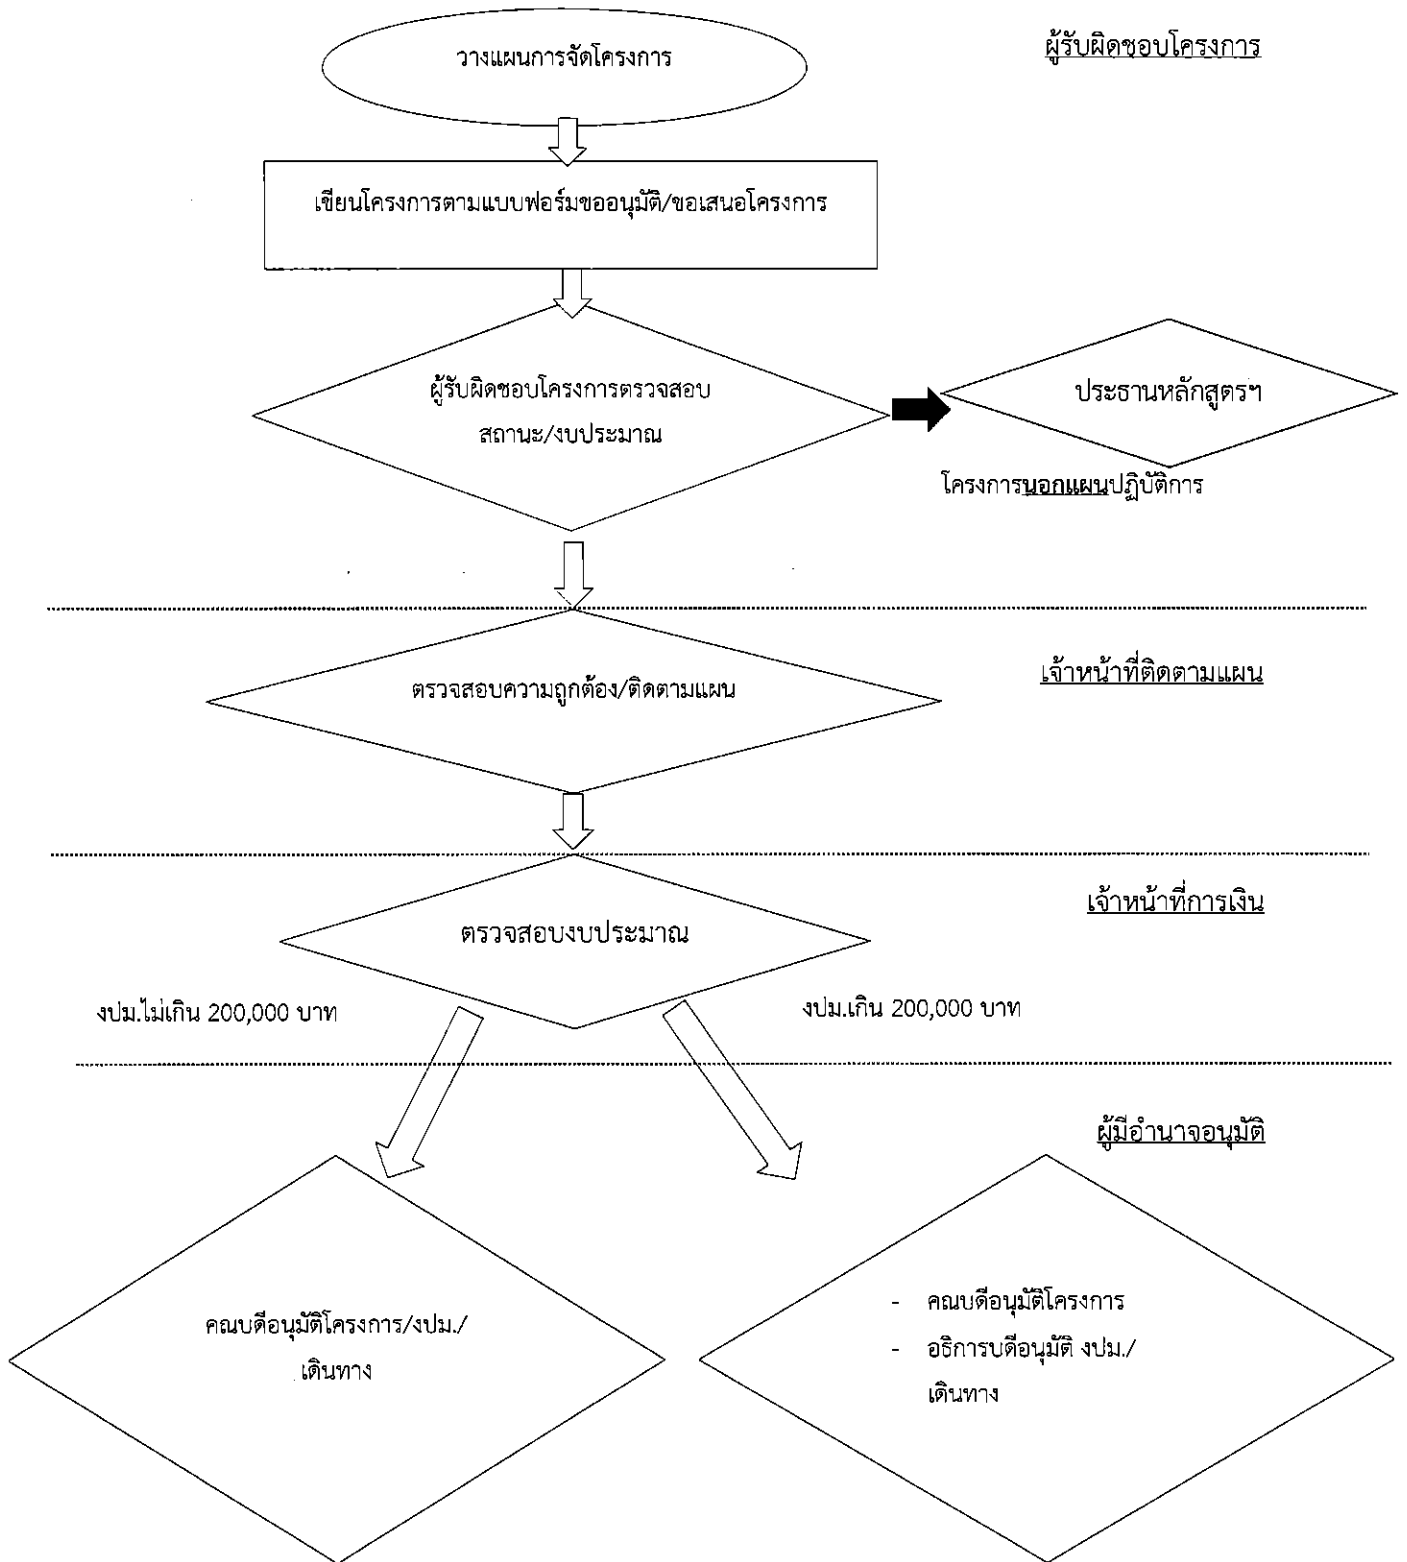 วางแผนการจัดโครงการ
ผู้รับผิดชอบโครงการ
เขียนโครงการตามแบบฟอร์มขออนุมัติ/ขอเสนอโครงการ
ผู้รับผิดชอบโครงการตรวจสอบ
สถานะ/งบประมาณ
ประธานหลักสูตรฯ
โครงการนอกแผนปฏิบัติการ
เจ้าหน้าที่ติดตามแผน
ตรวจสอบความถูกต้อง/ติดตามแผน
เจ้าหน้าที่การเงิน
ตรวจสอบงบประมาณ
งปม.ไม่เกิน 200,000 บาท
งปม.เกิน 200,000 บาท
ผู้มีอำนาจอนุมัติ
คณบดีอนุมัติโครงการ/งปม./
เดินทาง
- คณบดีอนุมัติโครงการ
- อธิการบดีอนุมัติ งปม./
เดินทาง